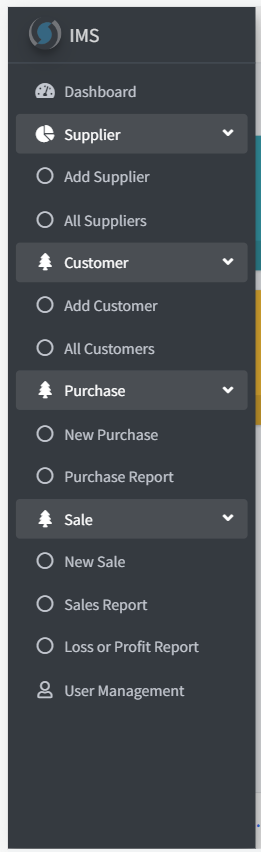 IMS
Dashboard
Supplier
Add Supplier
All Suppliers
Customer
Add Customer
All Customers
Purchase
New Purchase
Purchase Report
Sale
New Sale
Sales Report
Loss or Profit Report
User Management